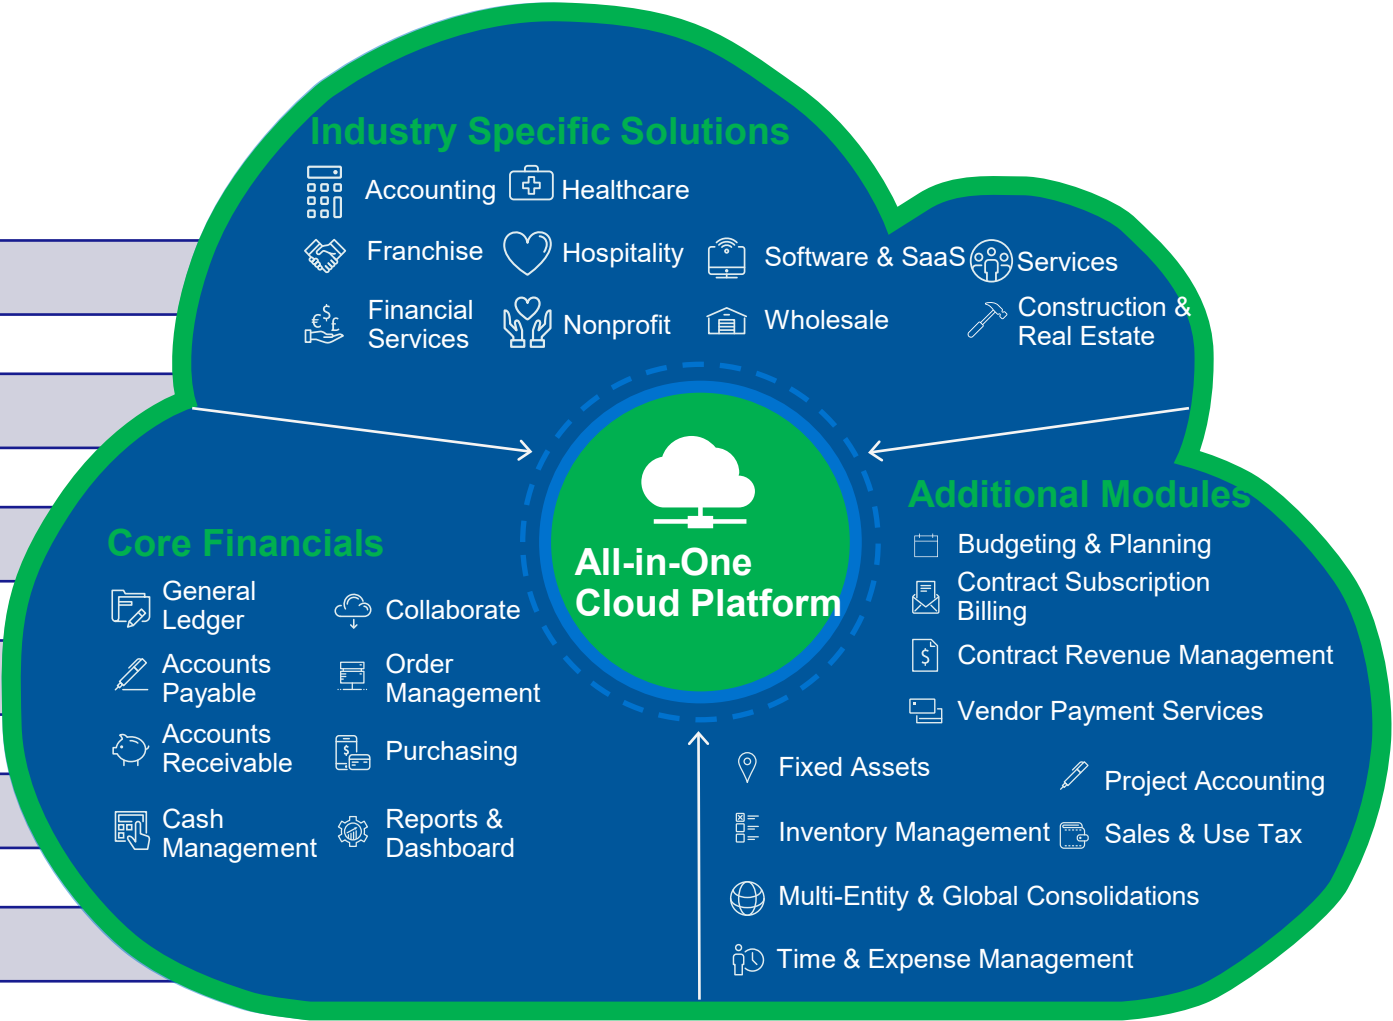 Industry Specific Solutions
Accounting
Healthcare
Franchise
Hospitality
Software & SaaS
Services
Financial
Services
Nonprofit
Wholesale
Construction &
Real Estate
All-in-One
Cloud Platform
Core Financials
General
Ledger
Collaborate
Accounts
Payable
Order
Management
Accounts
Receivable
Purchasing
Cash
Management
Reports &
Dashboard
Additional Modules
Budgeting & Planning
Contract Subscription
Billing
Contract Revenue Management
Vendor Payment Services
Fixed Assets
Project Accounting
Inventory Management
Sales & Use Tax
Multi-Entity & Global Consolidations
Time & Expense Management